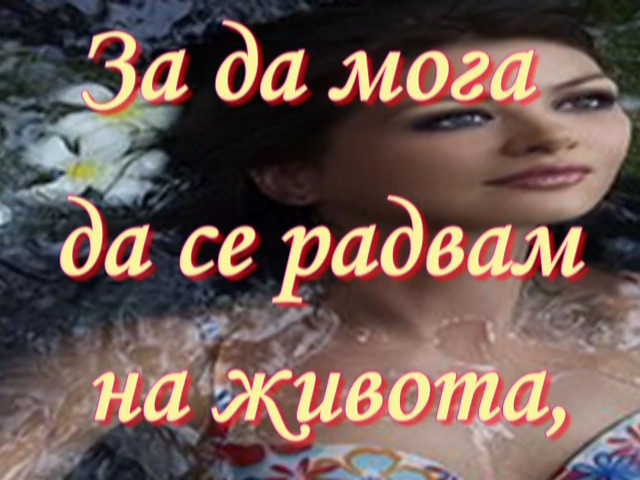 За да мога
да се радвам
на живота,